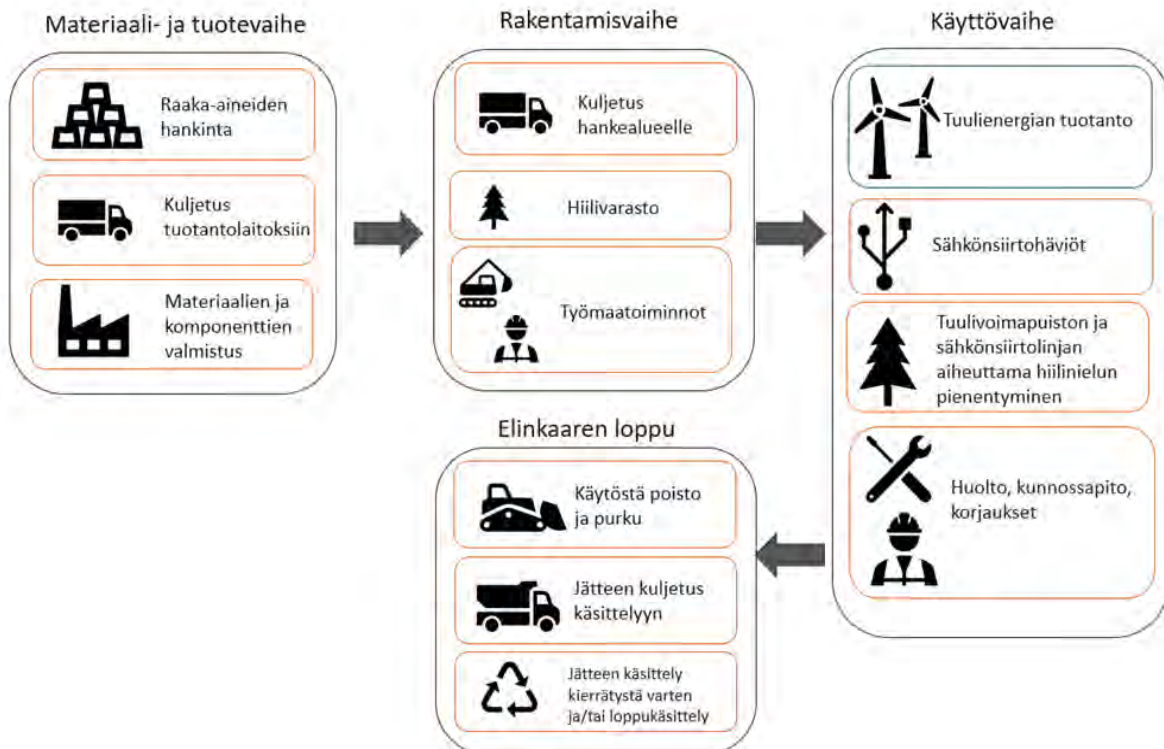 Materiaali- ja tuotevaihe
Raaka-aineiden
hankinta
Kuljetus
tuotantolaitoksiin
Materiaalien ja
komponenttien
valmistus
Rakentamisvaihe
Kuljetus
hankealueelle
Hiilivarasto
Työmaatoiminnot
Käyttövaihe
Tuulienergian tuotanto
Sähkönsiirtohäviöt
Tuulivoimapuiston ja
sähkönsiirtolinjan
aiheuttama hiilinielun
pienentyminen
Huolto, kunnossapito,
korjaukset
Elinkaaren loppu
Käytöstä poisto
ja purku
Jätteen kuljetus
käsittelyyn
Jätteen käsittely
kierrätystä varten
ja/tai loppukäsittely